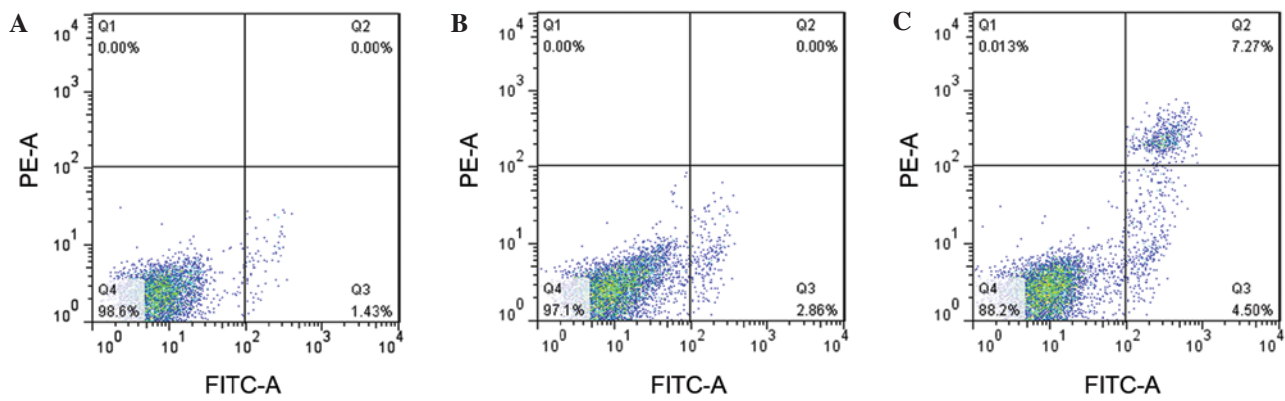 A
Q1
0.00%
Q2
0.00%
10^4
10^3
10^2
10^1
10^0
PE-A
Q4
98.6%
Q3
1.43%
10^0 10^1 10^2 10^3 10^4
FITC-A
B
Q1
0.00%
Q2
0.00%
10^4
10^3
10^2
10^1
10^0
PE-A
Q4
97.1%
Q3
2.86%
10^0 10^1 10^2 10^3 10^4
FITC-A
C
Q1
0.013%
Q2
7.27%
10^4
10^3
10^2
10^1
10^0
PE-A
Q4
88.2%
Q3
4.50%
10^0 10^1 10^2 10^3 10^4
FITC-A